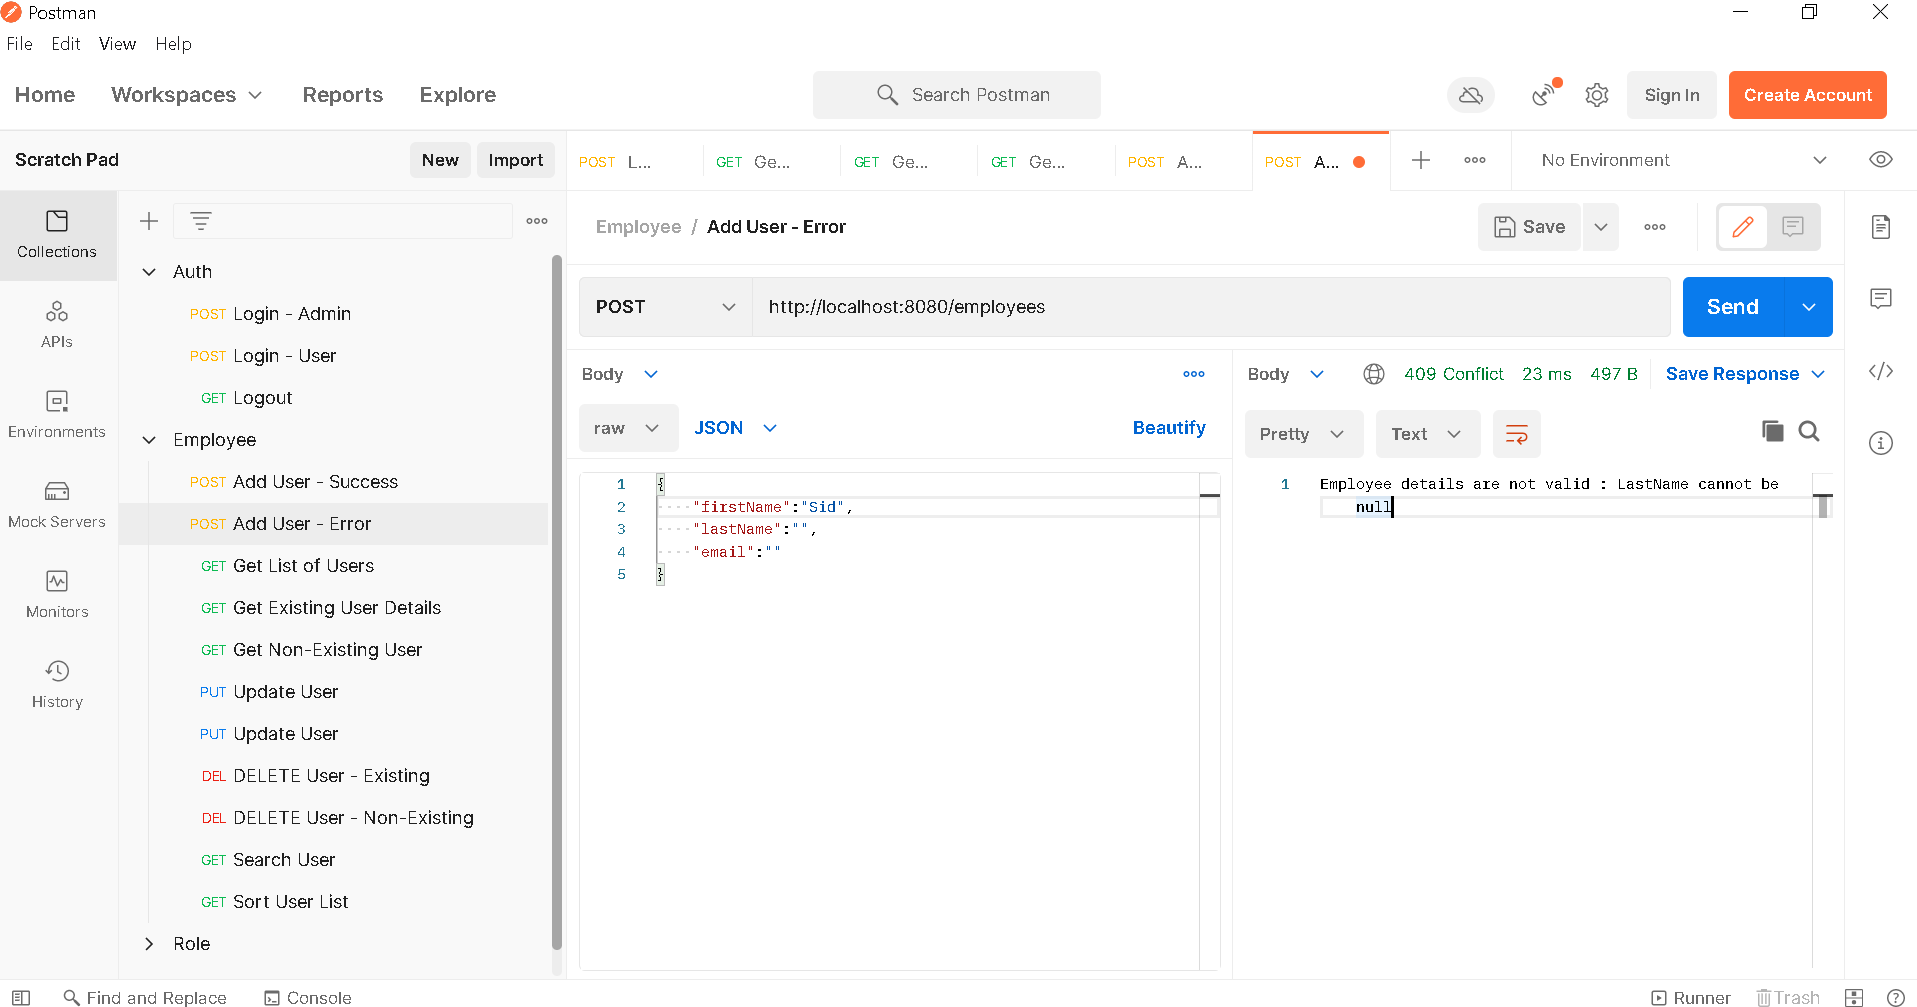 Postman
File Edit View Help
Home Workspaces Reports Explore
Search Postman
Sign In
Create Account
Scratch Pad
New
Import
POST L...
GET Ge...
GET Ge...
GET Ge...
POST A...
POST A...
No Environment
Collections
APIs
Environments
Mock Servers
Monitors
History
Auth
POST Login - Admin
POST Login - User
GET Logout
Employee
POST Add User - Success
POST Add User - Error
GET Get List of Users
GET Get Existing User Details
GET Get Non-Existing User
PUT Update User
PUT Update User
DEL DELETE User - Existing
DEL DELETE User - Non-Existing
GET Search User
GET Sort User List
Role
Employee / Add User - Error
Save
POST
http://localhost:8080/employees
Send
Body
raw
JSON
Beautify
1 {
2 "firstName":"Sid",
3 "lastName":"",
4 "email":""
5 }
Body
409 Conflict 23 ms 497 B
Save Response
Pretty
Text
1 Employee details are not valid : LastName cannot be
null
Find and Replace
Console
Runner
Trash